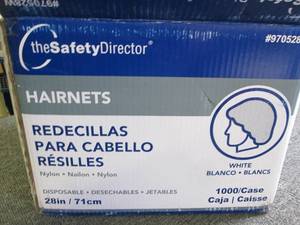 #970528W
theSafetyDirector®
#970528
HAIRNETS
REDECILLAS
PARA CABELLO
RÉSILLES
Nylon • Nailon • Nylon
WHITE
BLANCO • BLANCS
DISPOSABLE • DESECHABLES • JETABLES
28in / 71cm
1000/Case
Caja | Caisse